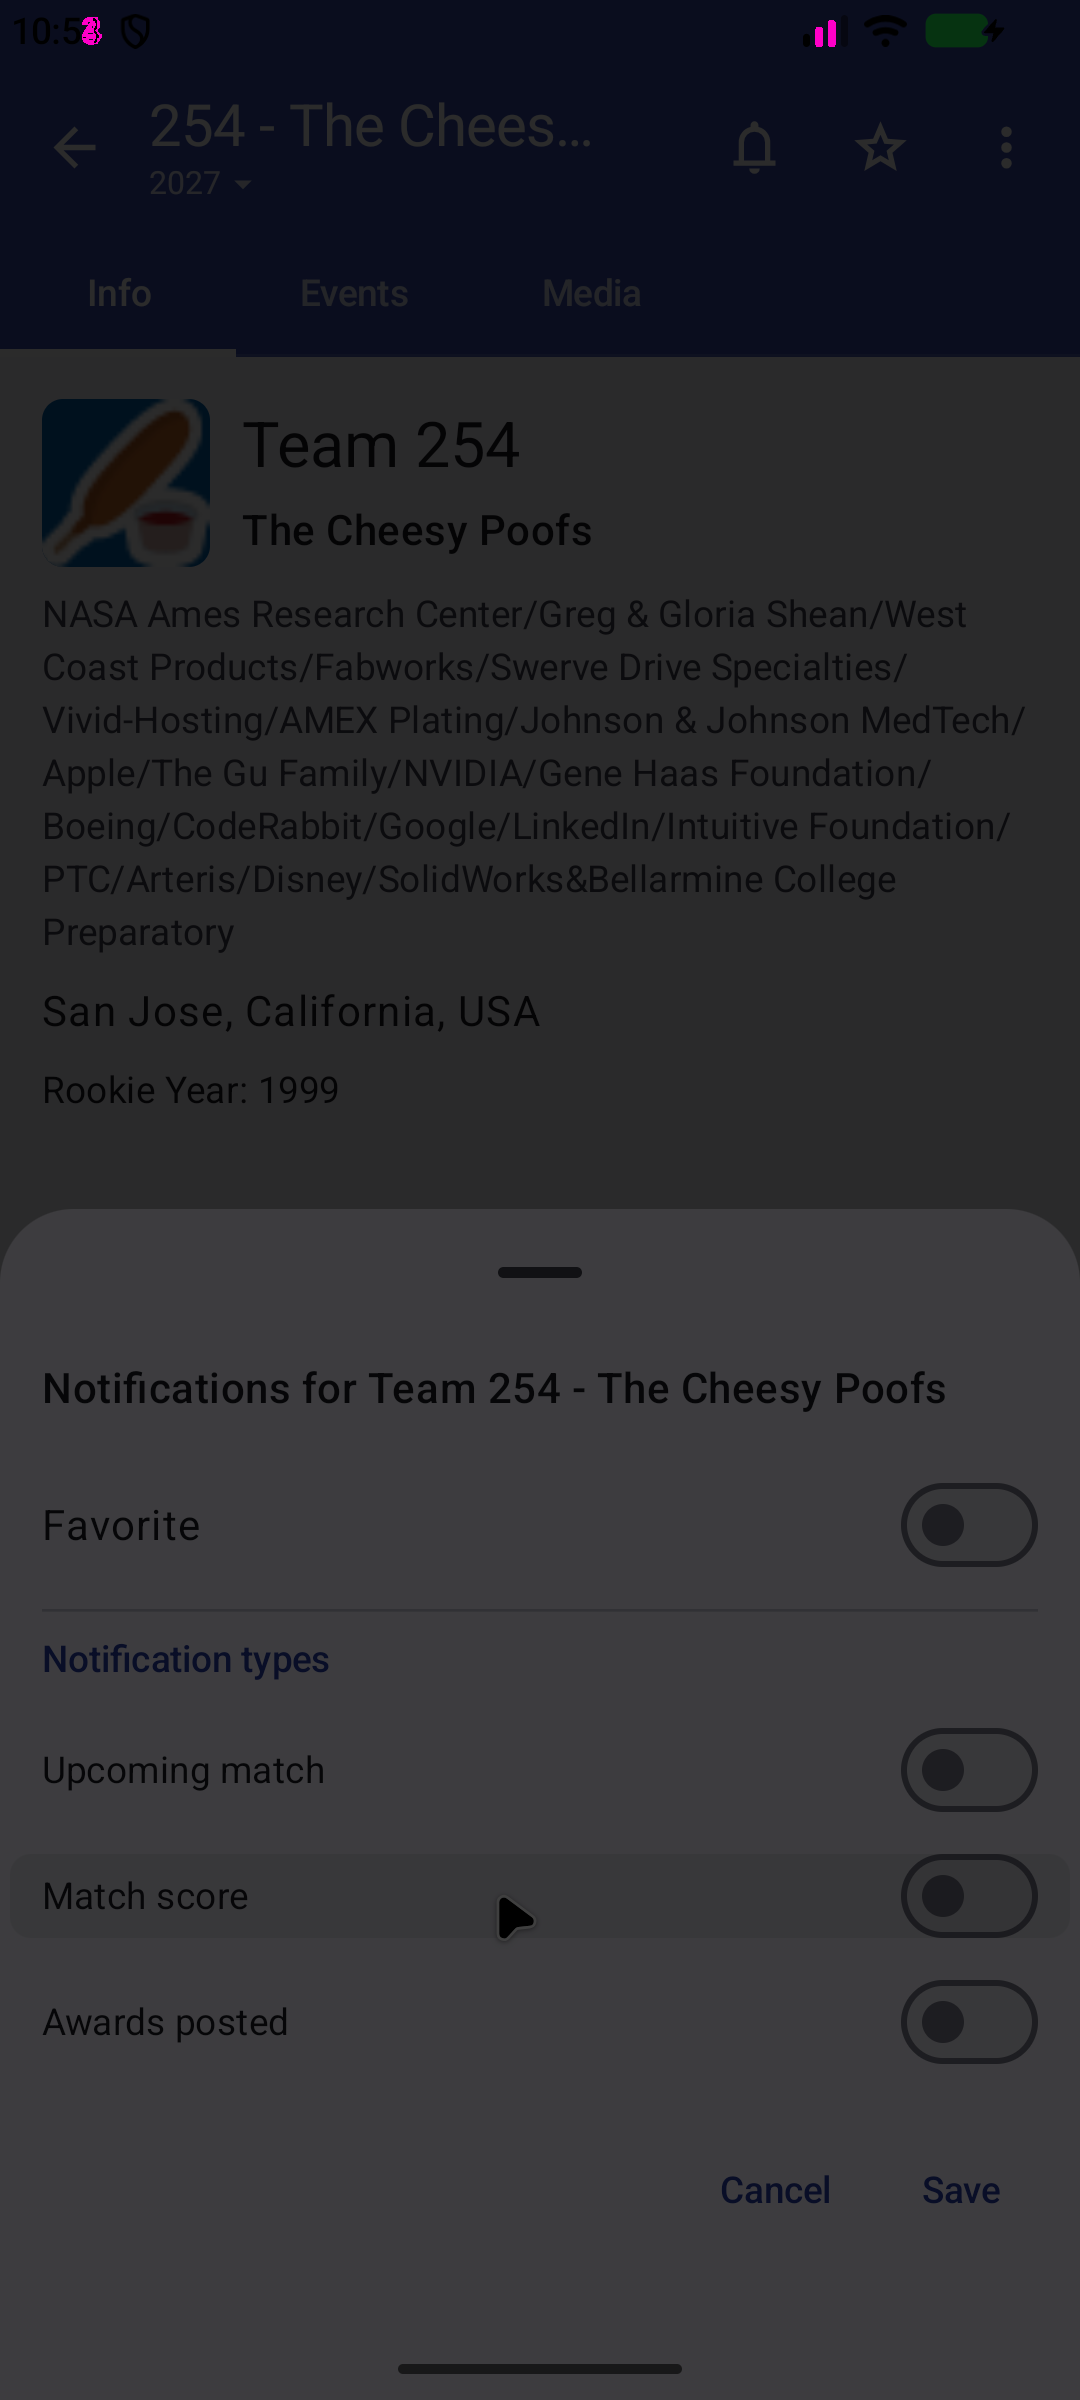 254 - The Chees...
2027
Info Events Media
Team 254
The Cheesy Poofs
NASA Ames Research Center/Greg & Gloria Shean/West
Coast Products/Fabworks/Swerve Drive Specialties/
Vivid-Hosting/AMEX Plating/Johnson & Johnson MedTech/
Apple/The Gu Family/NVIDIA/Gene Haas Foundation/
Boeing/CodeRabbit/Google/LinkedIn/Intuitive Foundation/
PTC/Arteris/Disney/SolidWorks&Bellarmine College
Preparatory
San Jose, California, USA
Rookie Year: 1999
Notifications for Team 254 - The Cheesy Poofs
Favorite
Notification types
Upcoming match
Match score
Awards posted
Cancel Save